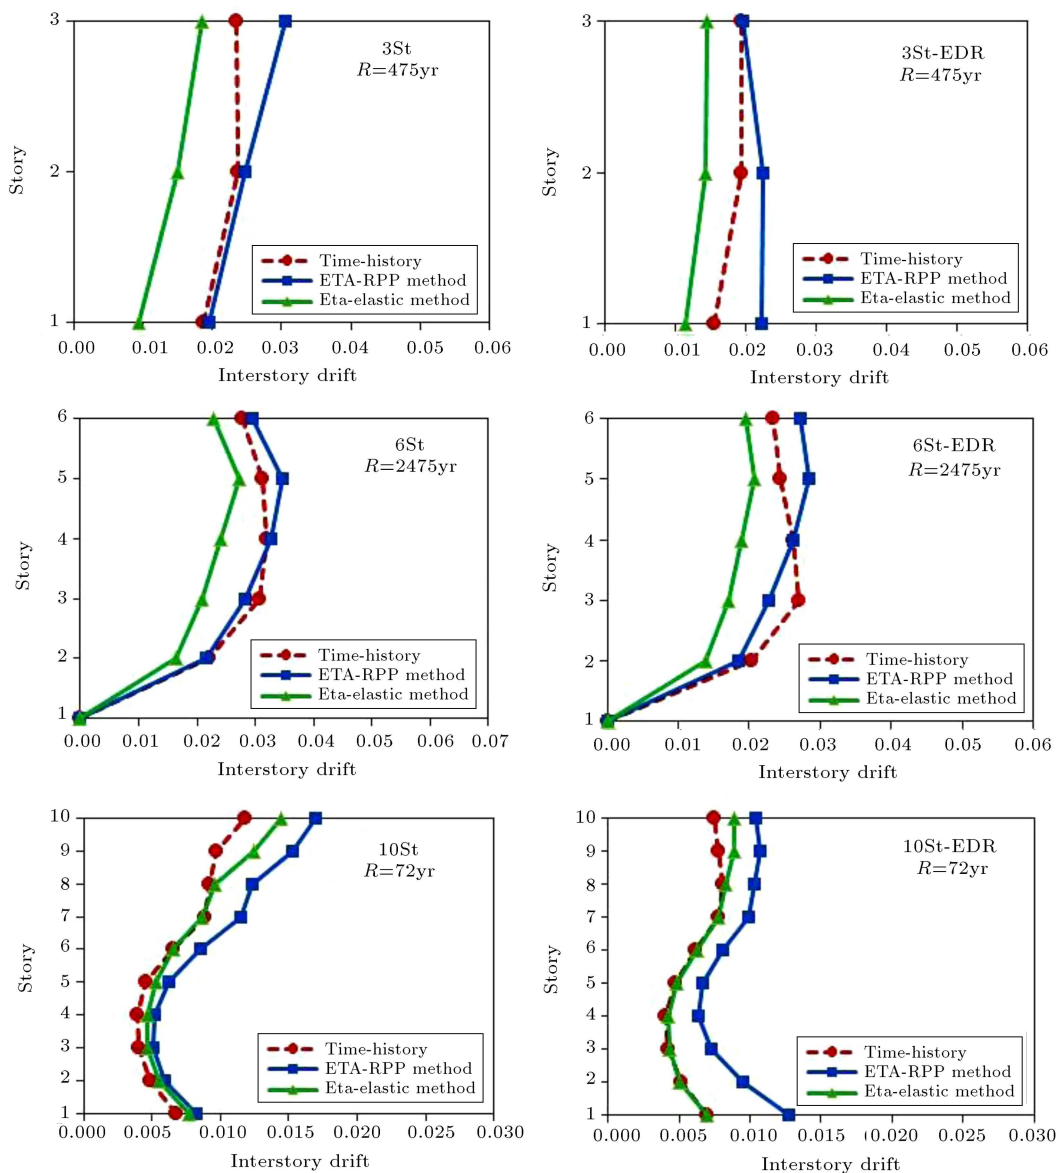 3
3St
R=475yr
2
Story
Time-history
ETA-RPP method
Eta-elastic method
1
0.00 0.01 0.02 0.03 0.04 0.05 0.06
Interstory drift
3
3St-EDR
R=475yr
2
Story
Time-history
ETA-RPP method
Eta-elastic method
1
0.00 0.01 0.02 0.03 0.04 0.05 0.06
Interstory drift
6
6St
R=2475yr
5
4
Story
3
Time-history
2
ETA-RPP method
Eta-elastic method
1
0.00 0.01 0.02 0.03 0.04 0.05 0.06 0.07
Interstory drift
6
6St-EDR
R=2475yr
5
4
Story
3
Time-history
2
ETA-RPP method
Eta-elastic method
1
0.00 0.01 0.02 0.03 0.04 0.05 0.06
Interstory drift
10
9
10St
R=72yr
8
7
6
Story
5
4
3
Time-history
ETA-RPP method
2
Eta-elastic method
1
0.000 0.005 0.010 0.015 0.020 0.025 0.030
Interstory drift
10
10St-EDR
9
R=72yr
8
7
6
Story
5
4
3
Time-history
ETA-RPP method
2
Eta-elastic method
1
0.000 0.005 0.010 0.015 0.020 0.025 0.030
Interstory drift